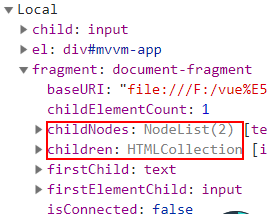 ▼ Local
▶ child: input
▶ el: div#mvvm-app
▼ fragment: document-fragment
baseURI: "file:///F:/vue%E5
childElementCount: 1
▶ childNodes: NodeList(2) [te
▶ children: HTMLCollection [i
▶ firstChild: text
▶ firstElementChild: input
isConnected: false